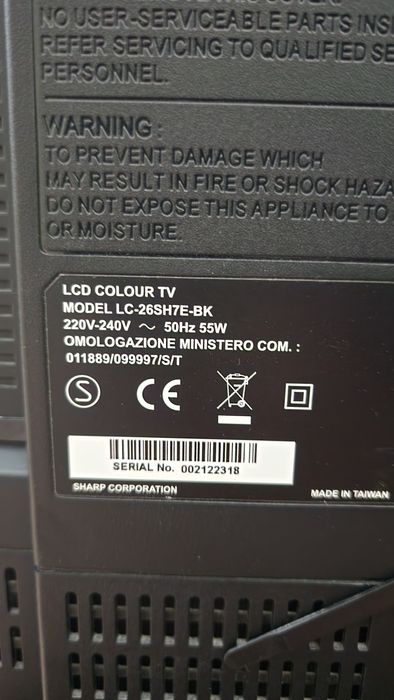 NO USER-SERVICEABLE PARTS INS
REFER SERVICING TO QUALIFIED SE
PERSONNEL.
WARNING :
TO PREVENT DAMAGE WHICH
MAY RESULT IN FIRE OR SHOCK HAZA
DO NOT EXPOSE THIS APPLIANCE TO
OR MOISTURE.
LCD COLOUR TV
MODEL LC-26SH7E-BK
220V-240V ~ 50Hz 55W
OMOLOGAZIONE MINISTERO COM. :
011889/099997/S/T
S CE
SERIAL No. 002122318
SHARP CORPORATION
MADE IN TAIWAN